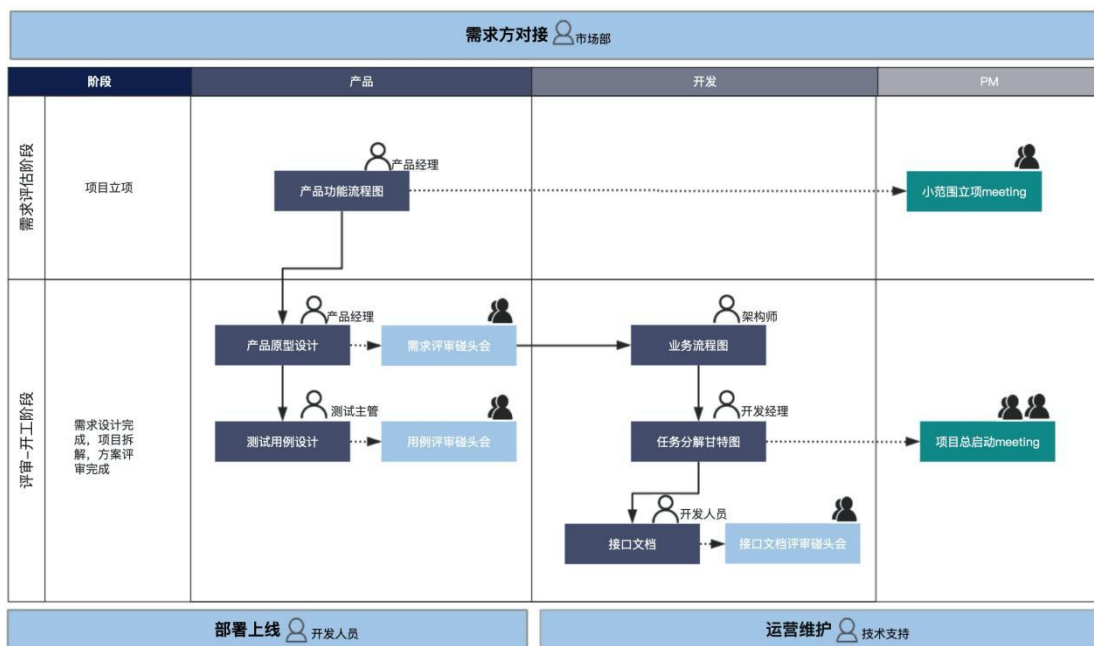 需求方对接 市场部
阶段 产品 开发 PM
需求评估阶段
项目立项
产品经理
产品功能流程图
小范围立项meeting
评审-开工阶段
需求设计完
成，项目拆
解，方案评
审完成
产品经理
架构师
产品原型设计 需求评审碰头会 业务流程图
测试主管
开发经理
测试用例设计 用例评审碰头会 任务分解甘特图 项目总启动meeting
开发人员
接口文档 接口文档评审碰头会
部署上线 开发人员 运营维护 技术支持